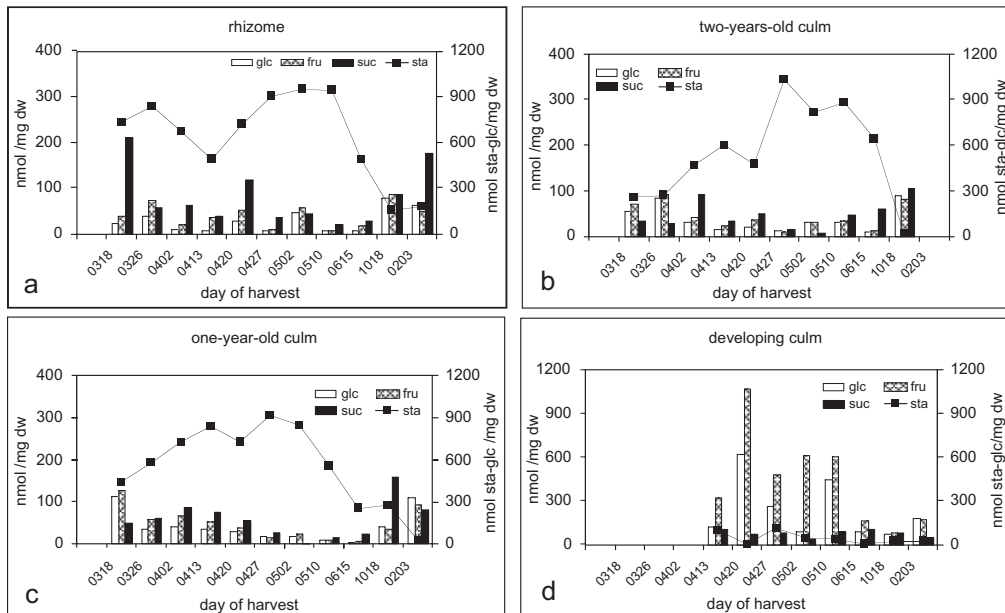 rhizome
400
300
200
100
0
nmol /mg dw
1200
900
600
300
0
nmol sta-glc/mg dw
glc fru suc sta
0318 0326 0402 0413 0420 0427 0502 0510 0615 1018 0203
day of harvest
a
two-years-old culm
400
300
200
100
0
nmol /mg dw
1200
900
600
300
0
nmol sta-glc/mg dw
glc fru
suc sta
0318 0326 0402 0413 0420 0427 0502 0510 0615 1018 0203
day of harvest
b
one-year-old culm
400
300
200
100
0
nmol /mg dw
1200
900
600
300
0
nmol sta-glc/mg dw
glc fru
suc sta
0318 0326 0402 0413 0420 0427 0502 0510 0615 1018 0203
day of harvest
c
developing culm
1200
900
600
300
0
nmol /mg dw
1200
900
600
300
0
nmol sta-glc/mg dw
glc fru
suc sta
0318 0326 0402 0413 0420 0427 0502 0510 0615 1018 0203
day of harvest
d